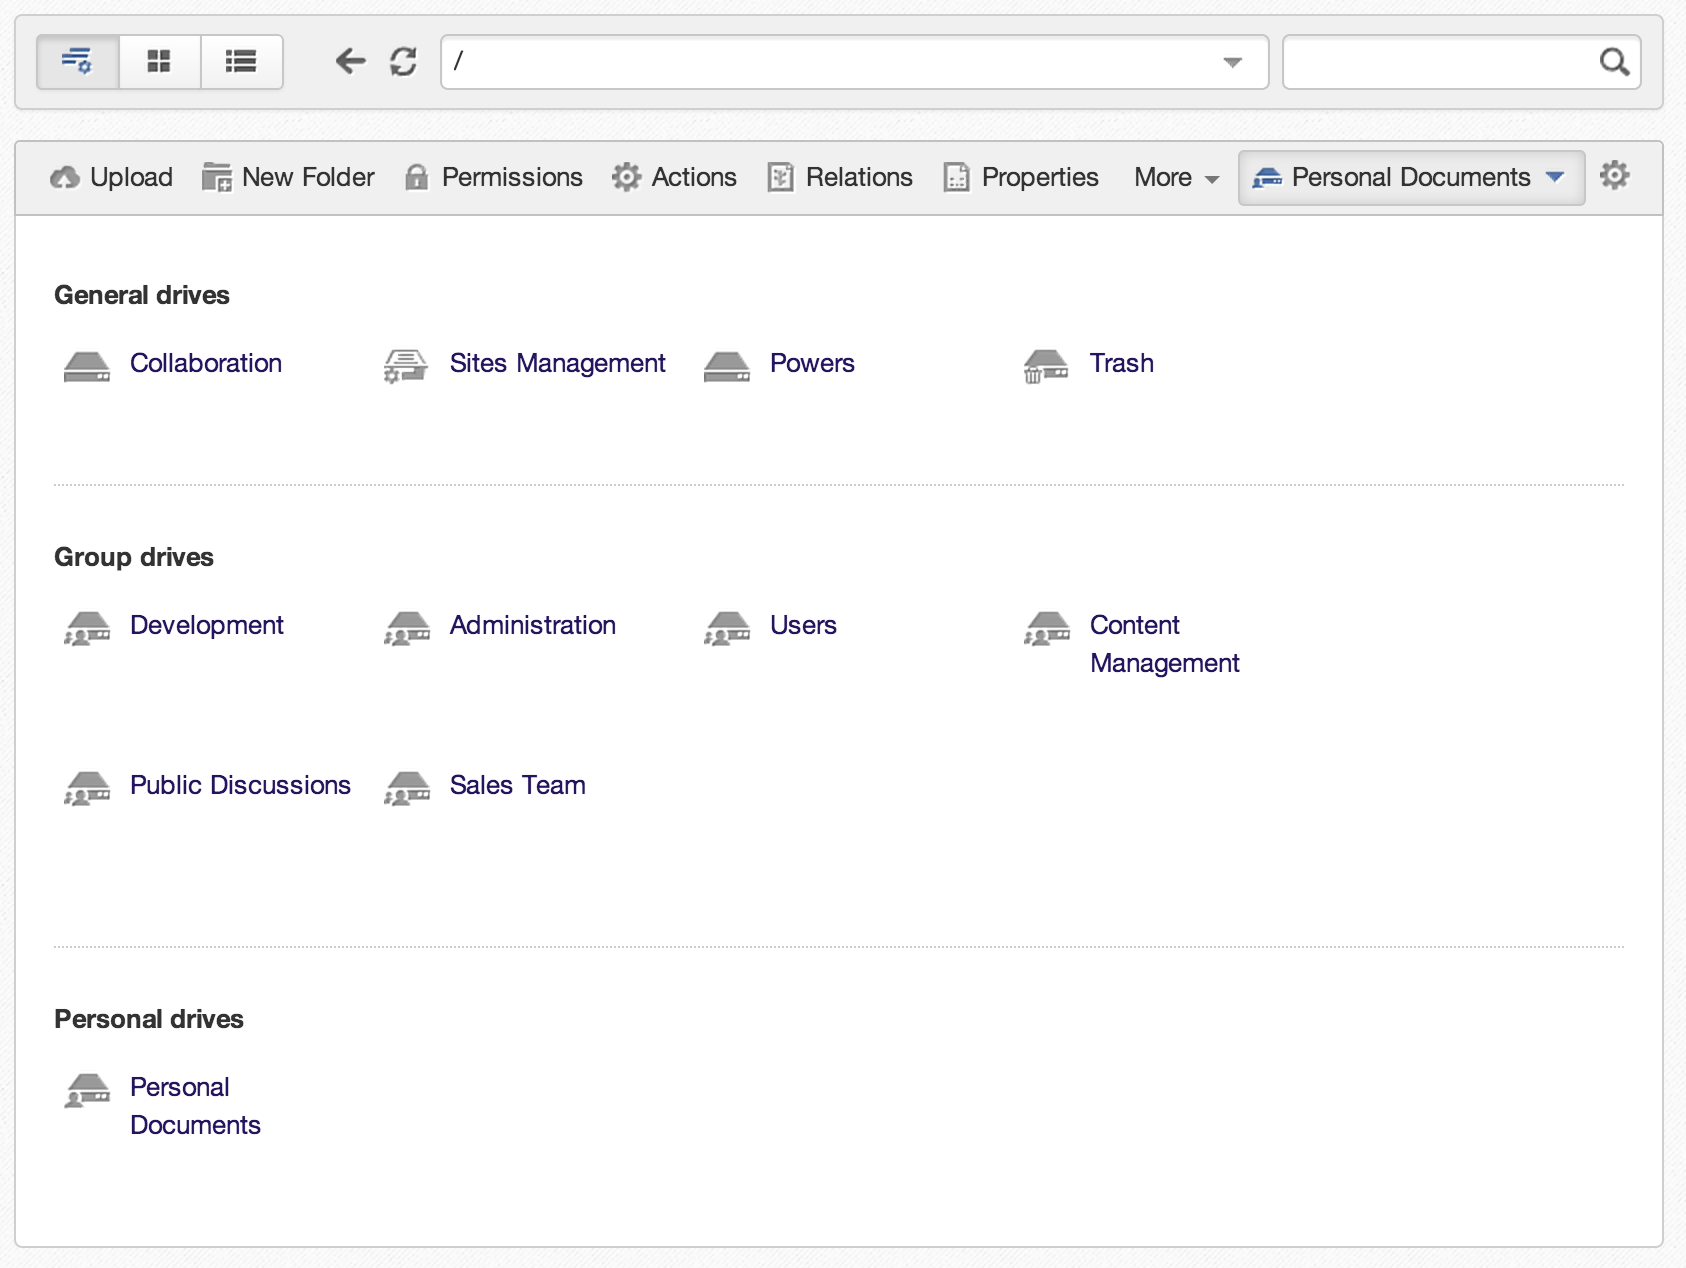 /
Upload New Folder Permissions Actions Relations Properties More Personal Documents
General drives
Collaboration Sites Management Powers Trash
Group drives
Development Administration Users Content
Management
Public Discussions Sales Team
Personal drives
Personal
Documents